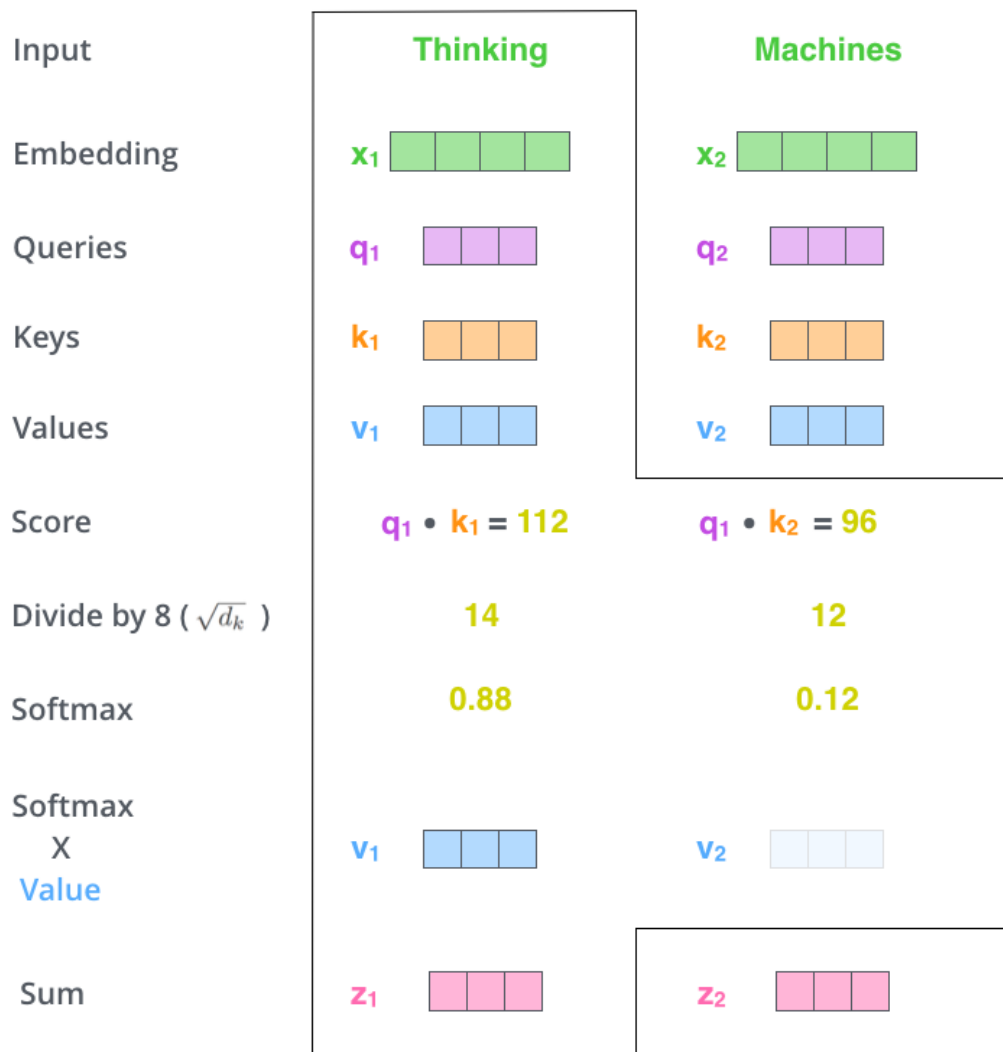 Input Thinking Machines
Embedding x₁ x₂
Queries q₁ q₂
Keys k₁ k₂
Values v₁ v₂
Score q₁ • k₁ = 112 q₁ • k₂ = 96
Divide by 8 ( √dₖ ) 14 12
Softmax 0.88 0.12
Softmax
X
Value v₁ v₂
Sum z₁ z₂